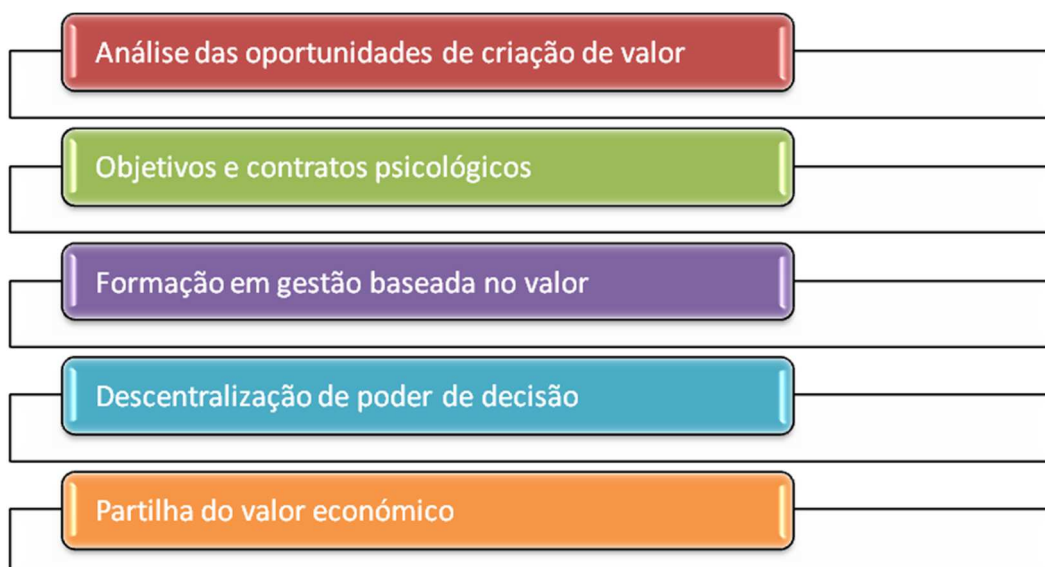 Análise das oportunidades de criação de valor
Objetivos e contratos psicológicos
Formação em gestão baseada no valor
Descentralização de poder de decisão
Partilha do valor económico